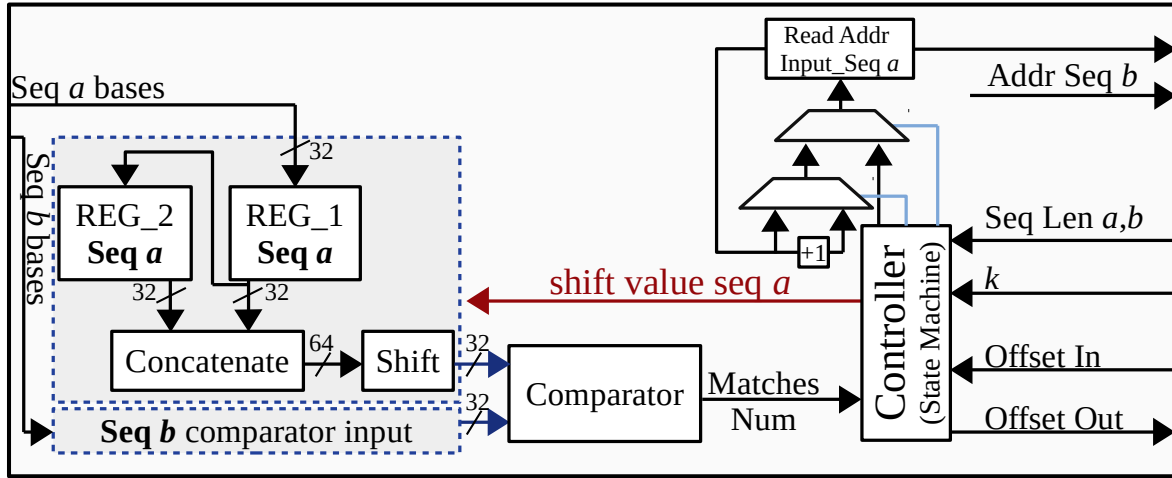 Read Addr
Input_Seq a
Addr Seq b
Seq a bases
Seq b bases
32
REG_2
Seq a
REG_1
Seq a
32
32
+1
Seq Len a,b
shift value seq a
k
Controller
(State Machine)
Concatenate
64
Shift
32
Comparator
Matches
Num
Offset In
Offset Out
32
Seq b comparator input